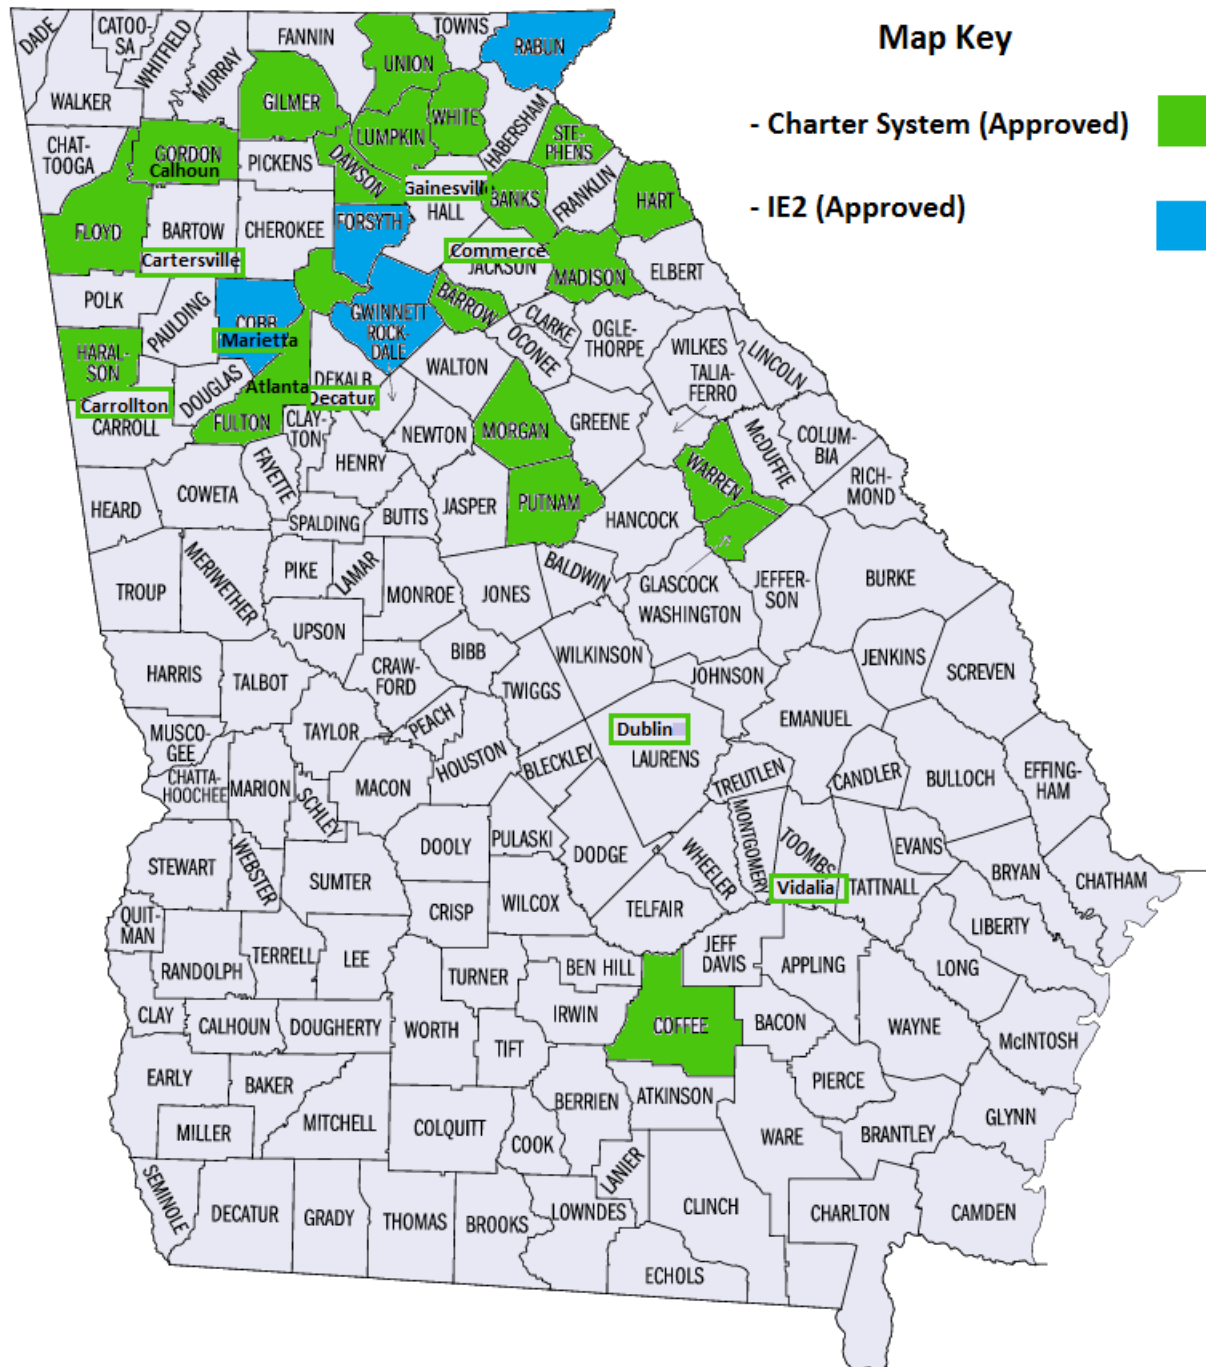 Map Key
- Charter System (Approved)
- IE2 (Approved)
DADE
CATOO-
SA
WHITFIELD
MURRAY
FANNIN
UNION
TOWNS
RABUN
WALKER
GILMER
LUMPKIN
WHITE
HABERSHAM
STE-
PHENS
CHAT-
TOOGA
GORDON
Calhoun
PICKENS
DAWSON
Gainesvill
HALL
BANKS
FRANKLIN
HART
FLOYD
BARTOW
Cartersville
CHEROKEE
FORSYTH
Commerce
JACKSON
MADISON
ELBERT
POLK
PAULDING
COBB
Marietta
GWINNETT
ROCK-
DALE
BARROW
CLARKE
OCONEE
OGLE-
THORPE
WILKES
TALIA-
FERRO
LINCOLN
HARAL-
SON
Carrollton
CARROLL
DOUGLAS
Atlanta
FULTON
DEKALB
Decatur
CLAY-
TON
WALTON
NEWTON
MORGAN
GREENE
WARREN
McDUFFIE
COLUM-
BIA
RICH-
MOND
HEARD
COWETA
FAYETTE
HENRY
SPALDING
BUTTS
JASPER
PUTNAM
HANCOCK
TROUP
MERIWETHER
PIKE
LAMAR
MONROE
JONES
BALDWIN
GLASCOCK
WASHINGTON
JEFFER-
SON
BURKE
UPSON
HARRIS
TALBOT
CRAW-
FORD
BIBB
TWIGGS
WILKINSON
JOHNSON
JENKINS
SCREVEN
MUSCO-
GEE
CHATTA-
HOOCHEE
MARION
TAYLOR
PEACH
HOUSTON
BLECKLEY
Dublin
LAURENS
EMANUEL
TREUTLEN
CANDLER
BULLOCH
EFFING-
HAM
SCHLEY
MACON
STEWART
WEBSTER
SUMTER
DOOLY
PULASKI
DODGE
WHEELER
MONTGOMERY
TOOMBS
Vidalia
TATTNALL
EVANS
BRYAN
CHATHAM
QUIT-
MAN
RANDOLPH
TERRELL
LEE
CRISP
WILCOX
TELFAIR
JEFF
DAVIS
APPLING
LONG
LIBERTY
TURNER
BEN HILL
CLAY
CALHOUN
DOUGHERTY
WORTH
TIFT
IRWIN
COFFEE
BACON
WAYNE
McINTOSH
EARLY
BAKER
MILLER
MITCHELL
COLQUITT
COOK
BERRIEN
ATKINSON
PIERCE
WARE
BRANTLEY
GLYNN
SEMINOLE
DECATUR
GRADY
THOMAS
BROOKS
LOWNDES
LANIER
CLINCH
ECHOLS
CHARLTON
CAMDEN